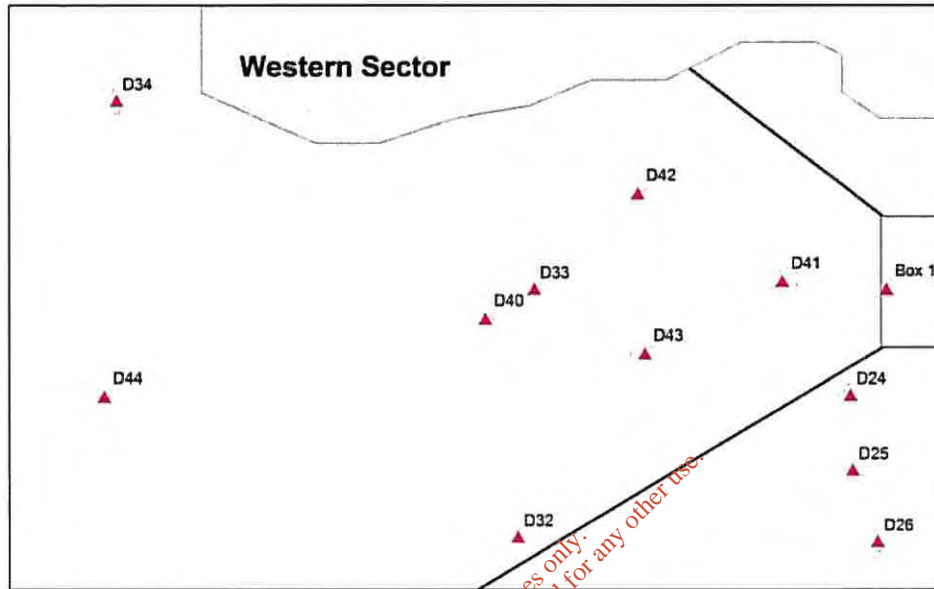 Western Sector
D34
D42
D41
Box 1
D33
D40
D43
D44
D24
D25
D32
D26
es only.
for any other use.